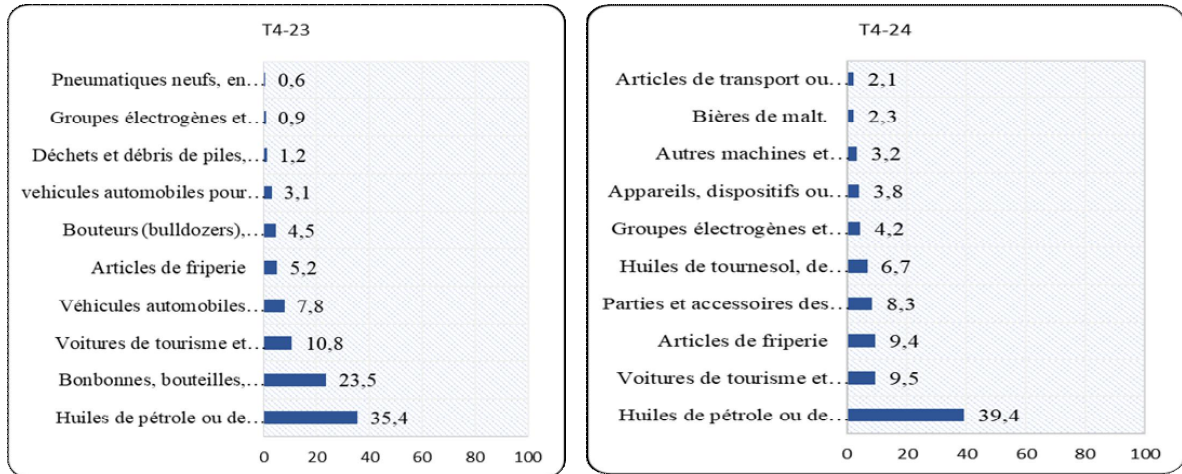 T4-23
Pneumatiques neufs, en… 0,6
Groupes électrogènes et… 0,9
Déchets et débris de piles,… 1,2
vehicules automobiles pour… 3,1
Bouteurs (bulldozers),… 4,5
Articles de friperie 5,2
Véhicules automobiles… 7,8
Voitures de tourisme et… 10,8
Bonbonnes, bouteilles,… 23,5
Huiles de pétrole ou de… 35,4
0 20 40 60 80 100
T4-24
Articles de transport ou… 2,1
Bières de malt. 2,3
Autres machines et… 3,2
Appareils, dispositifs ou… 3,8
Groupes électrogènes et… 4,2
Huiles de tournesol, de… 6,7
Parties et accessoires des… 8,3
Articles de friperie 9,4
Voitures de tourisme et… 9,5
Huiles de pétrole ou de… 39,4
0 20 40 60 80 100